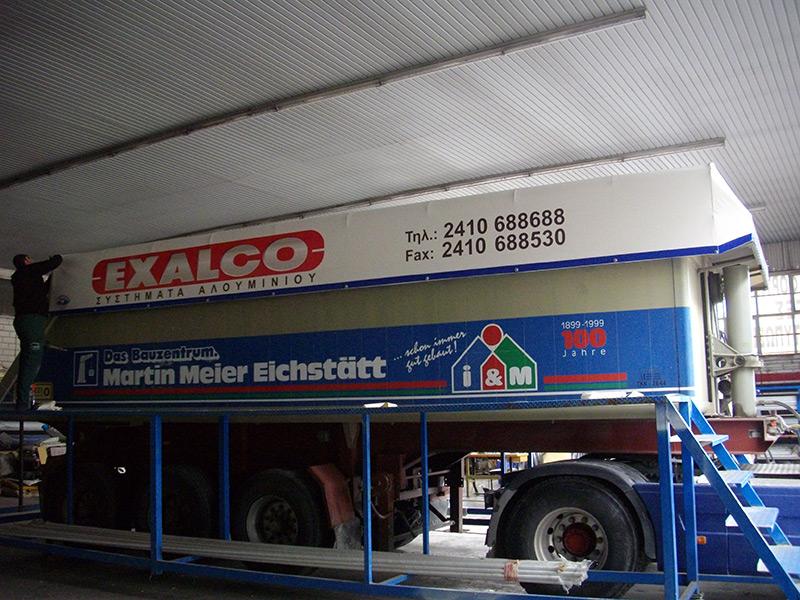 EXALCO
ΣΥΣΤΗΜΑΤΑ ΑΛΟΥΜΙΝΙΟΥ
Τηλ.: 2410 688688
Fax: 2410 688530
Das Bauzentrum.
Martin Meier Eichstätt
... schon immer
gut gebaut!
i & M
1899-1999
100
Jahre